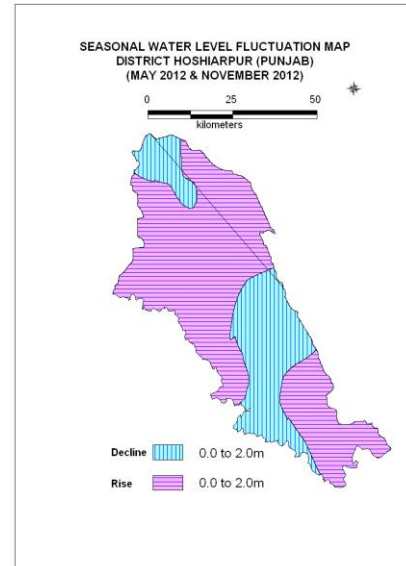 SEASONAL WATER LEVEL FLUCTUATION MAP
DISTRICT HOSHIARPUR (PUNJAB)
(MAY 2012 & NOVEMBER 2012)
0 25 50
kilometers
Decline 0.0 to 2.0m
Rise 0.0 to 2.0m